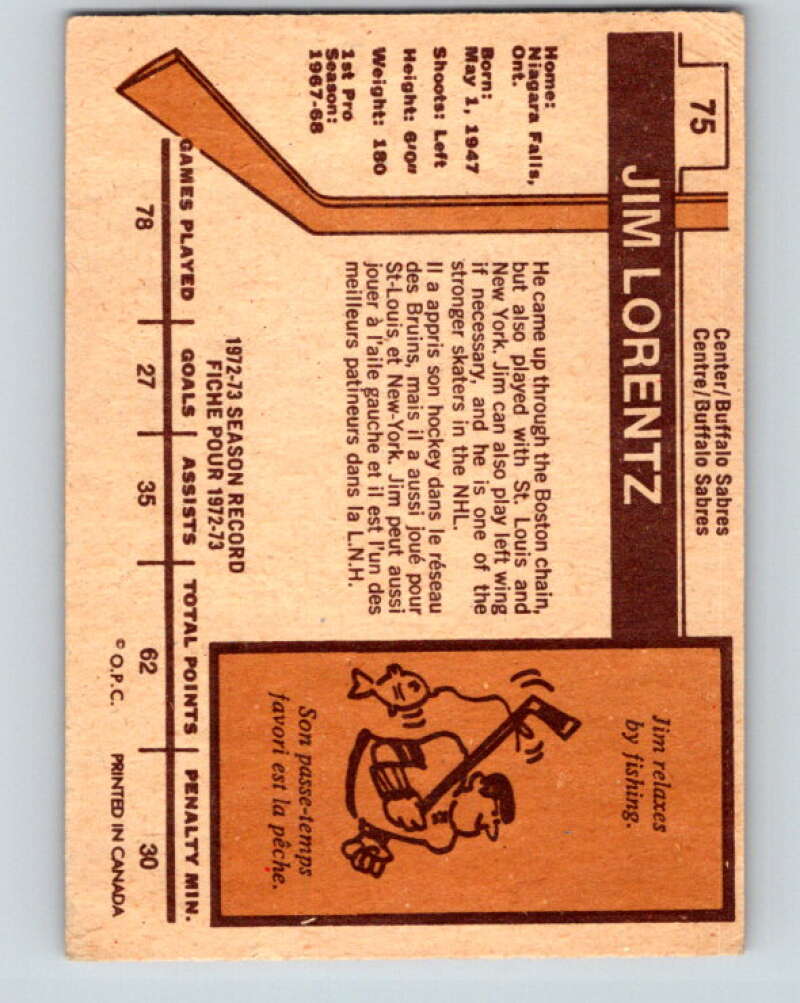 75
Center/Buffalo Sabres
Centre/Buffalo Sabres
JIM LORENTZ
Home:
Niagara Falls,
Ont.
Born:
May 1, 1947
Shoots: Left
Height: 6'0"
Weight: 180
1st Pro
Season:
1967-68
He came up through the Boston chain,
but also played with St. Louis and
New York. Jim can also play left wing
if necessary, and he is one of the
stronger skaters in the NHL.
Il a appris son hockey dans le réseau
des Bruins, mais il a aussi joué pour
St-Louis et New-York. Jim peut aussi
jouer à l'aile gauche et il est l'un des
meilleurs patineurs dans la L.N.H.
Jim relaxes
by fishing.
Son passe-temps
favori est la pêche.
1972-73 SEASON RECORD
FICHE POUR 1972-73
GAMES PLAYED GOALS ASSISTS TOTAL POINTS PENALTY MIN.
78 27 35 62 30
© O.P.C. PRINTED IN CANADA